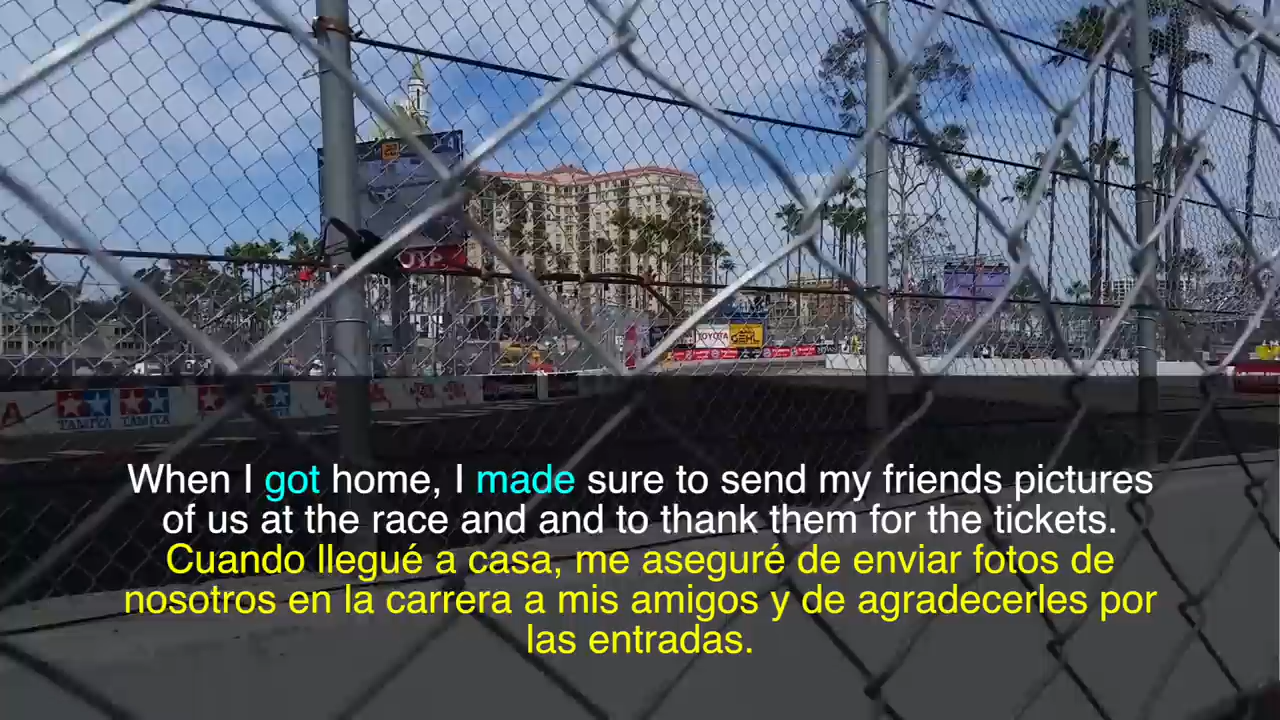 TOYOTA
GEHL
TAMIYA TAMIYA
When I got home, I made sure to send my friends pictures
of us at the race and and to thank them for the tickets.
Cuando llegué a casa, me aseguré de enviar fotos de
nosotros en la carrera a mis amigos y de agradecerles por
las entradas.